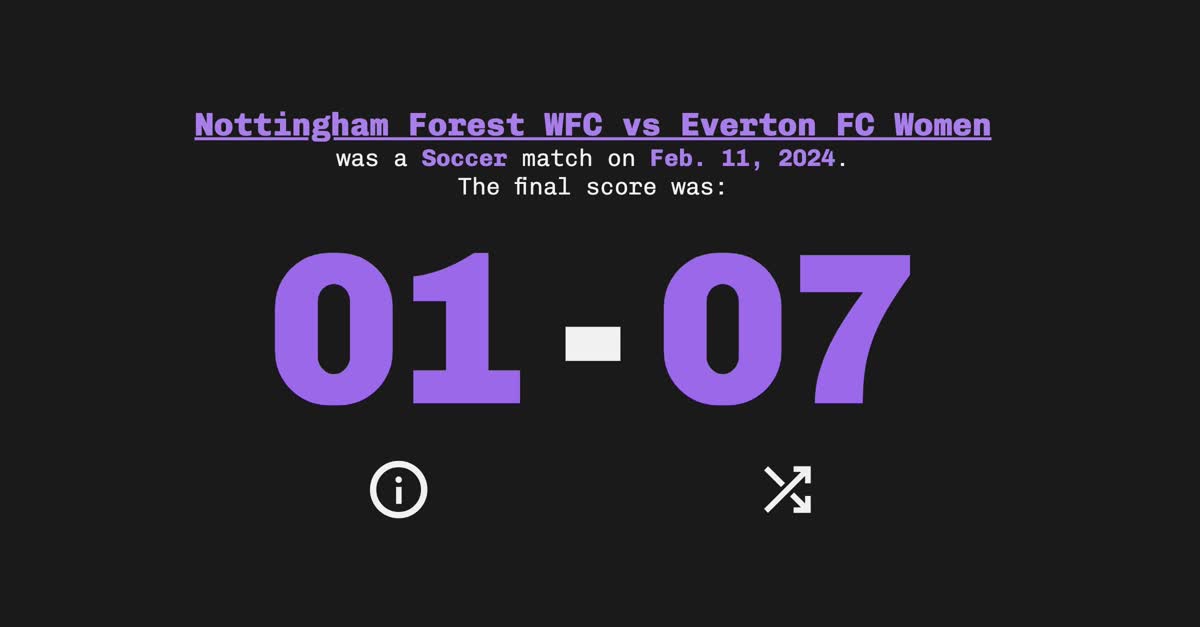 Nottingham Forest WFC vs Everton FC Women
was a Soccer match on Feb. 11, 2024.
The final score was:
01-07